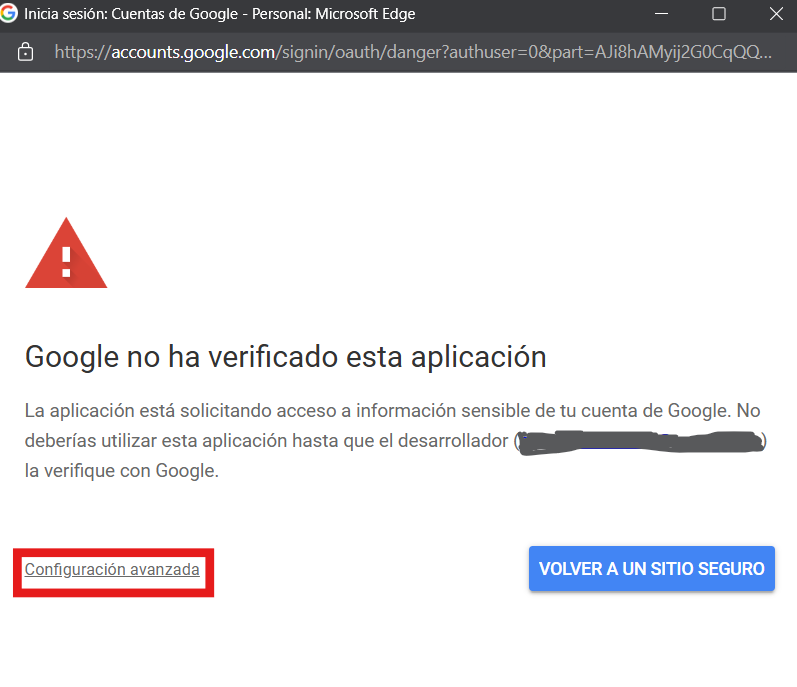 Inicia sesión: Cuentas de Google - Personal: Microsoft Edge
https://accounts.google.com/signin/oauth/danger?authuser=0&part=AJi8hAMyij2G0CqQQ...
Google no ha verificado esta aplicación
La aplicación está solicitando acceso a información sensible de tu cuenta de Google. No
deberías utilizar esta aplicación hasta que el desarrollador ( )
la verifique con Google.
Configuración avanzada
VOLVER A UN SITIO SEGURO